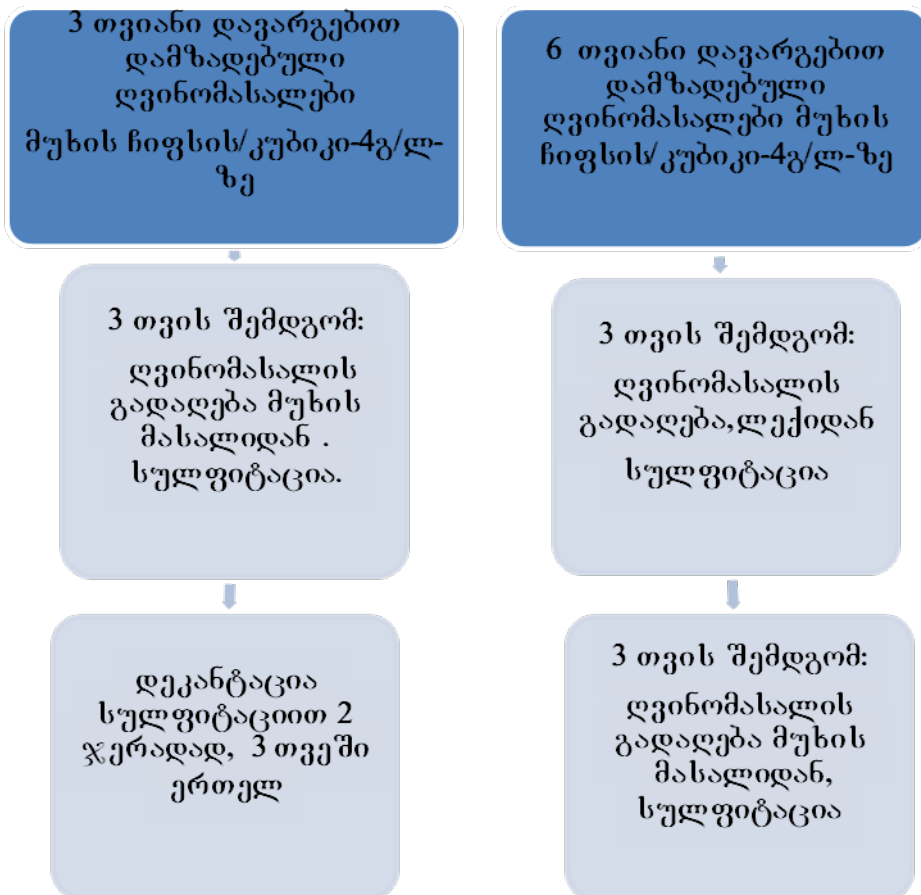 3 თვიანი დავარგებით
დამზადებული
ღვინომასალები
მუხის ჩიფსის/კუბიკი-4გ/ლ-
ზე
3 თვის შემდგომ:
ღვინომასალის
გადაღება მუხის
მასალიდან .
სულფიტაცია.
დეკანტაცია
სულფიტაციით 2
ჯერადად, 3 თვეში
ერთელ
6 თვიანი დავარგებით
დამზადებული
ღვინომასალები მუხის
ჩიფსის/კუბიკი-4გ/ლ-ზე
3 თვის შემდგომ:
ღვინომასალის
გადაღება,ლექიდან
სულფიტაცია
3 თვის შემდგომ:
ღვინომასალის
გადაღება მუხის
მასალიდან,
სულფიტაცია